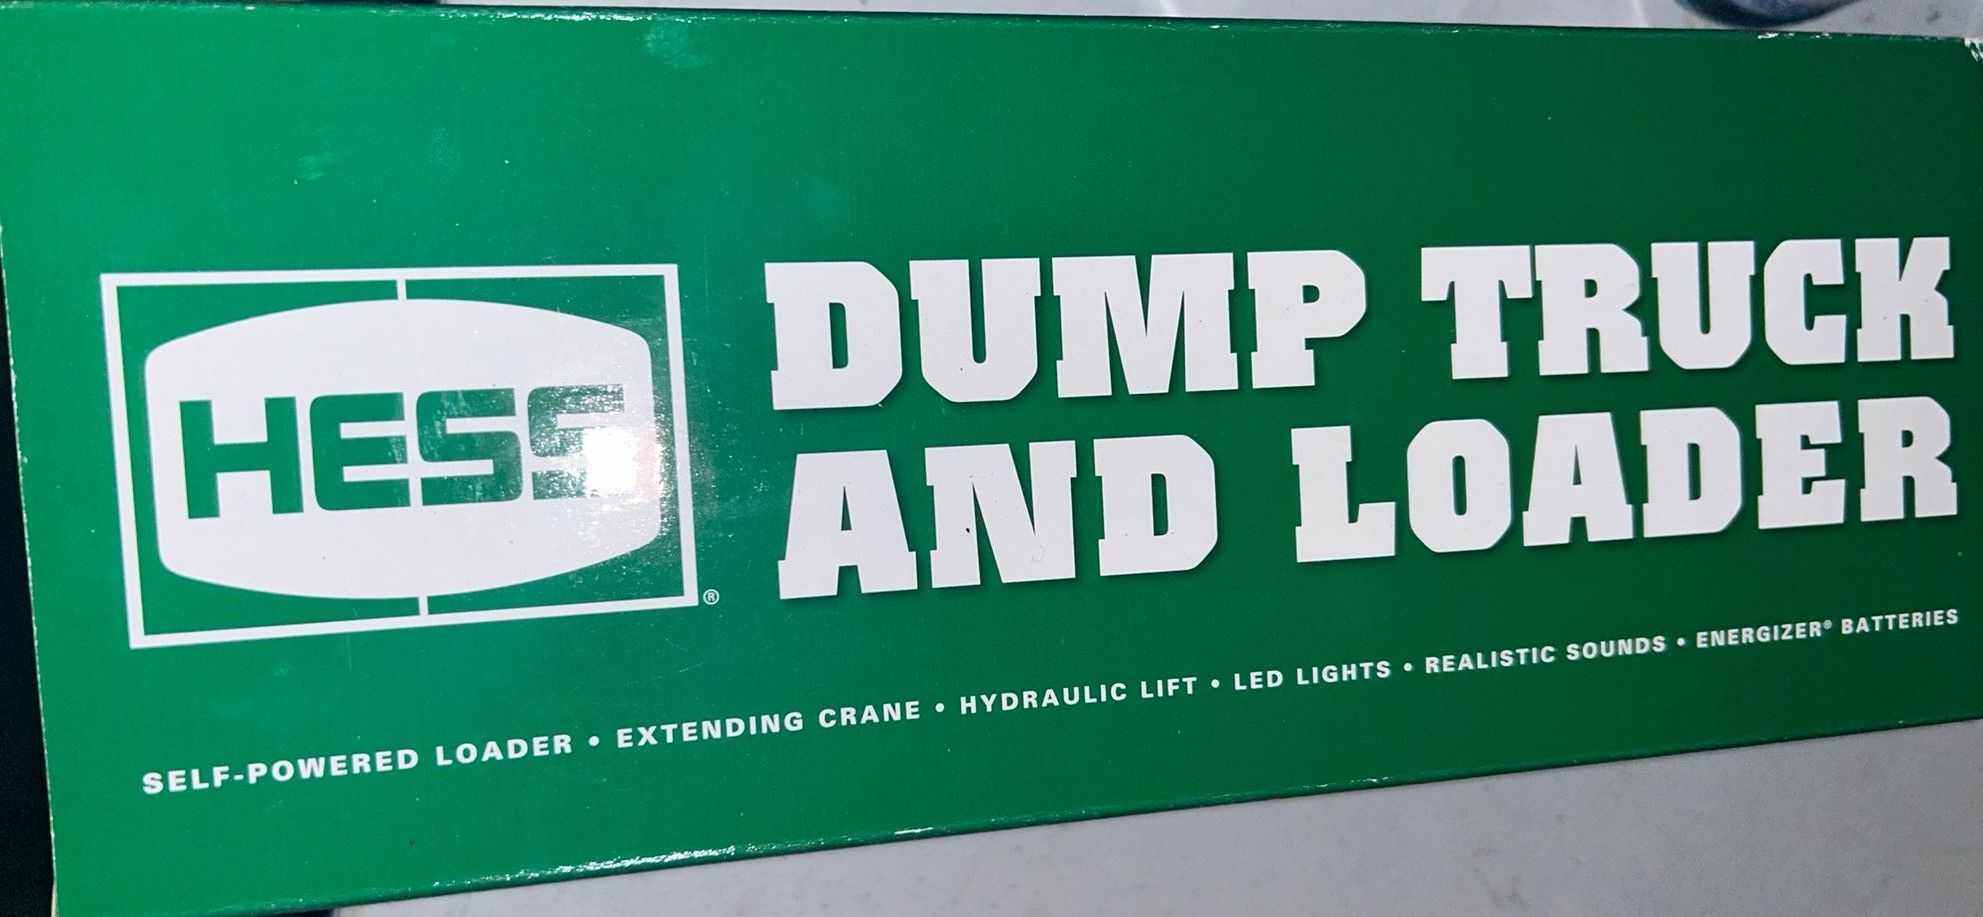 HESS
®
DUMP TRUCK
AND LOADER
SELF-POWERED LOADER • EXTENDING CRANE • HYDRAULIC LIFT • LED LIGHTS • REALISTIC SOUNDS • ENERGIZER® BATTERIES